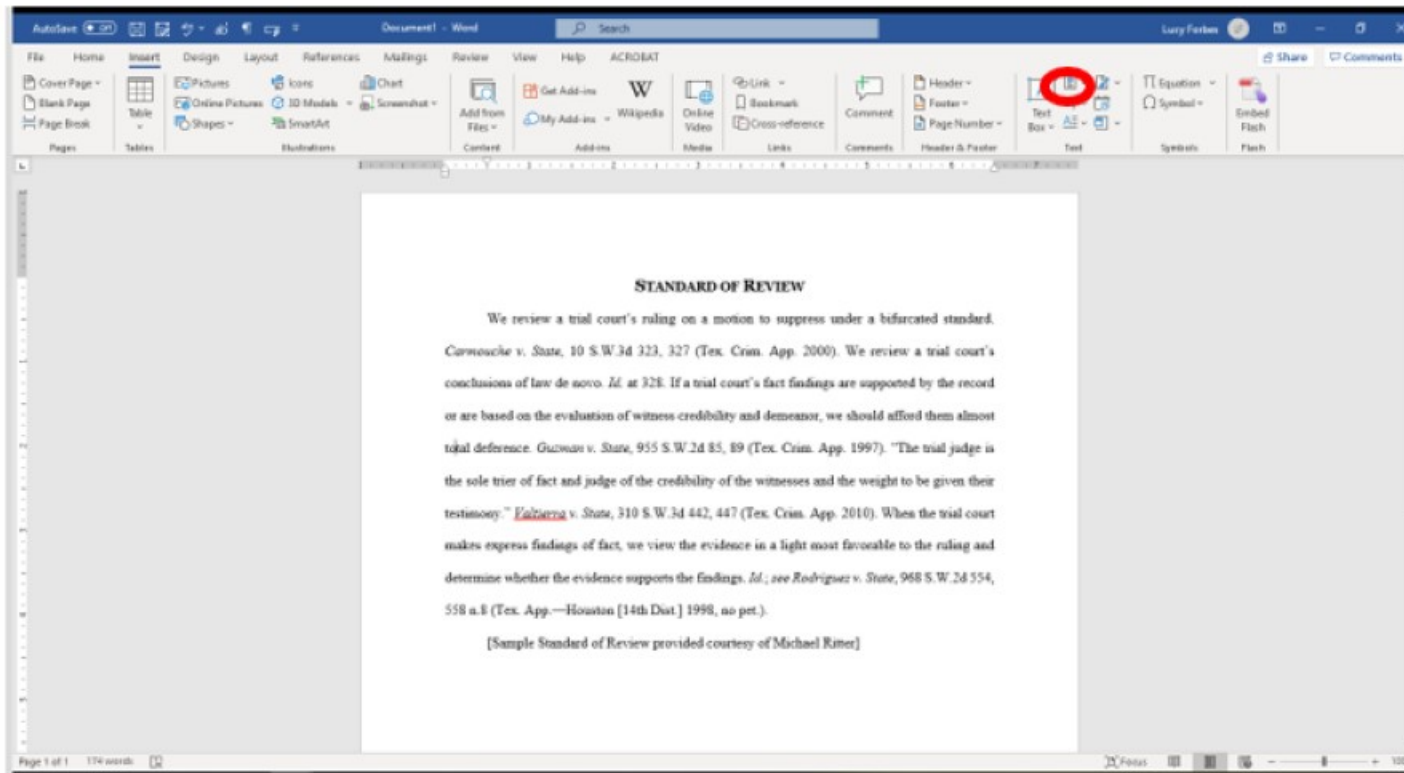 AutoSave Off Document1 - Word Search Lucy Forbes
File Home Insert Design Layout References Mailings Review View Help ACROBAT Share Comments
Cover Page Pictures Icons Chart Get Add-ins Link Header Equation
Blank Page Online Pictures 3D Models Screenshot My Add-ins Bookmark Footer Symbol
Page Break Table Shapes SmartArt Add from Files Wikipedia Online Video Cross-reference Comment Page Number Text Box Embed Flash
Pages Tables Illustrations Content Add-ins Media Links Comments Header & Footer Text Symbols Flash
STANDARD OF REVIEW
We review a trial court's ruling on a motion to suppress under a bifurcated standard.
Carmouche v. State, 10 S.W.3d 323, 327 (Tex. Crim. App. 2000). We review a trial court's
conclusions of law de novo. Id. at 328. If a trial court's fact findings are supported by the record
or are based on the evaluation of witness credibility and demeanor, we should afford them almost
total deference. Guzman v. State, 955 S.W.2d 85, 89 (Tex. Crim. App. 1997). "The trial judge is
the sole trier of fact and judge of the credibility of the witnesses and the weight to be given their
testimony." Valtierra v. State, 310 S.W.3d 442, 447 (Tex. Crim. App. 2010). When the trial court
makes express findings of fact, we view the evidence in a light most favorable to the ruling and
determine whether the evidence supports the findings. Id.; see Rodriguez v. State, 968 S.W.2d 554,
558 n.8 (Tex. App.—Houston [14th Dist.] 1998, no pet.).
[Sample Standard of Review provided courtesy of Michael Ritter]
Page 1 of 1 174 words Focus